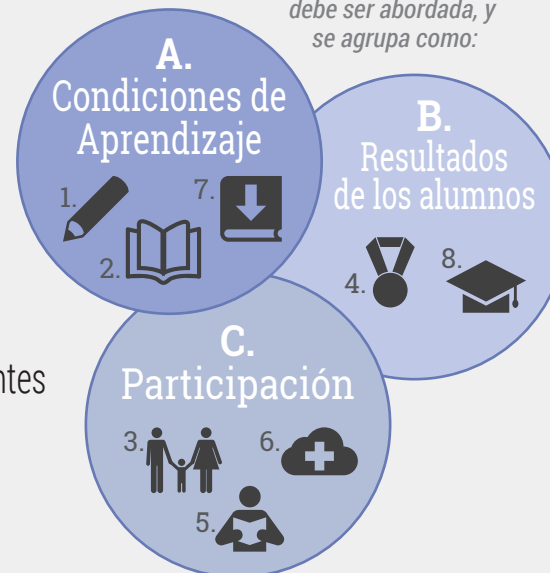 debe ser abordada, y
se agrupa como:
A.
Condiciones de
Aprendizaje
1.
7.
2.
B.
Resultados
de los alumnos
4.
8.
ntes
C.
Participación
3.
6.
5.